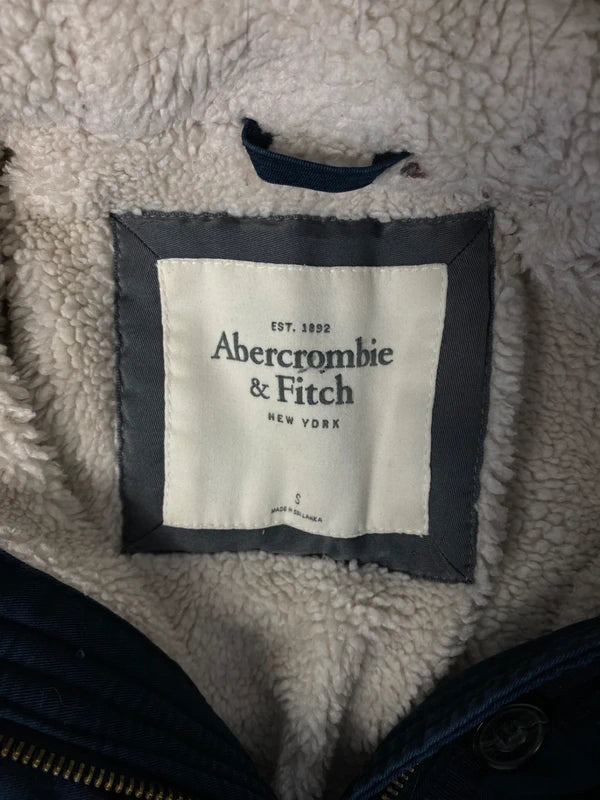 EST. 1892
Abercrombie
& Fitch
NEW YORK
S
MADE IN SRI LANKA